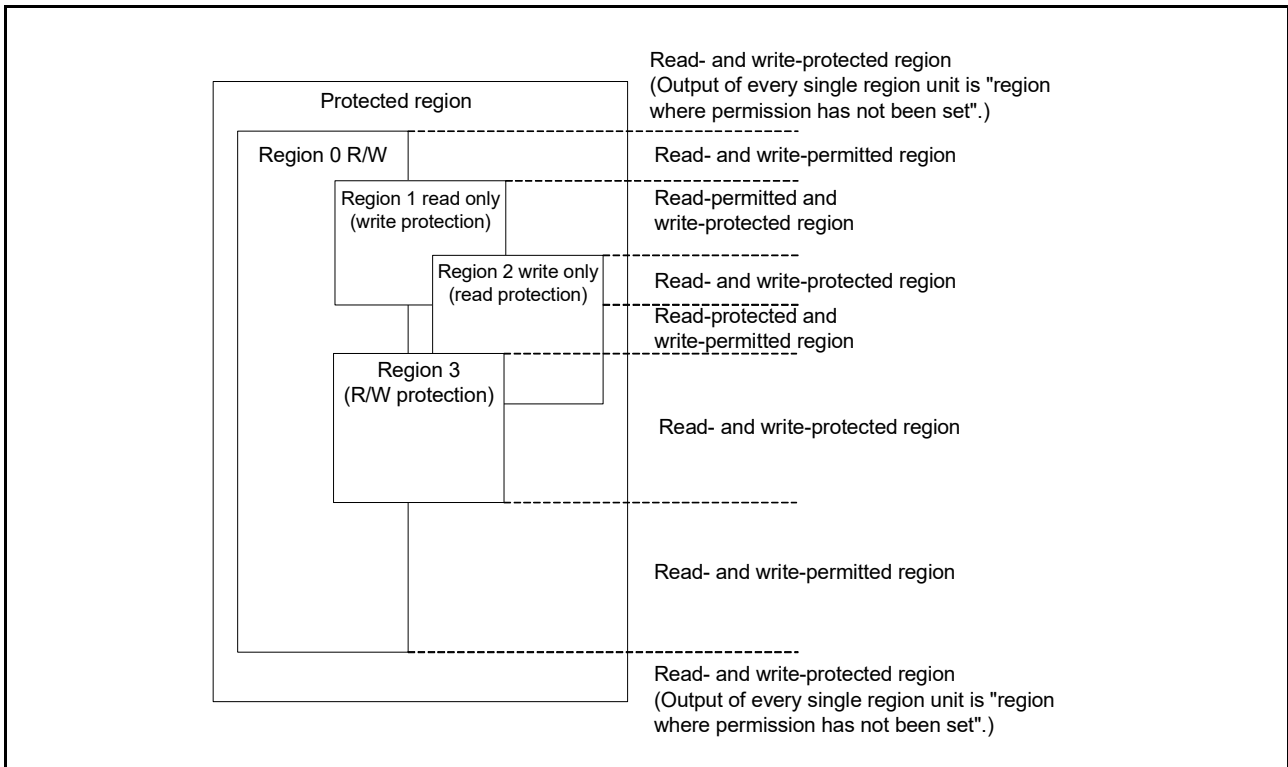 Read- and write-protected region
(Output of every single region unit is "region
where permission has not been set".)
Protected region
Region 0 R/W
Read- and write-permitted region
Region 1 read only
(write protection)
Read-permitted and
write-protected region
Region 2 write only
(read protection)
Read- and write-protected region
Read-protected and
write-permitted region
Region 3
(R/W protection)
Read- and write-protected region
Read- and write-permitted region
Read- and write-protected region
(Output of every single region unit is "region
where permission has not been set".)